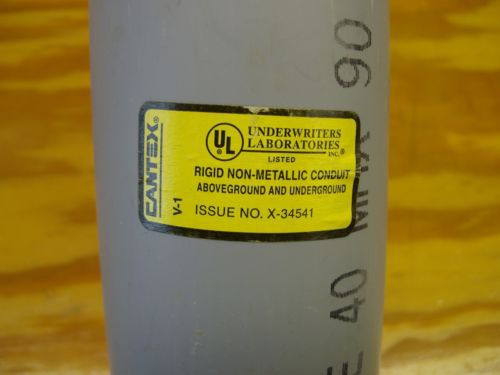 CANTEX®
V-1
UL
UNDERWRITERS
LABORATORIES
INC.®
LISTED
RIGID NON-METALLIC CONDUIT
ABOVEGROUND AND UNDERGROUND
ISSUE NO. X-34541
E 40 MAX 90